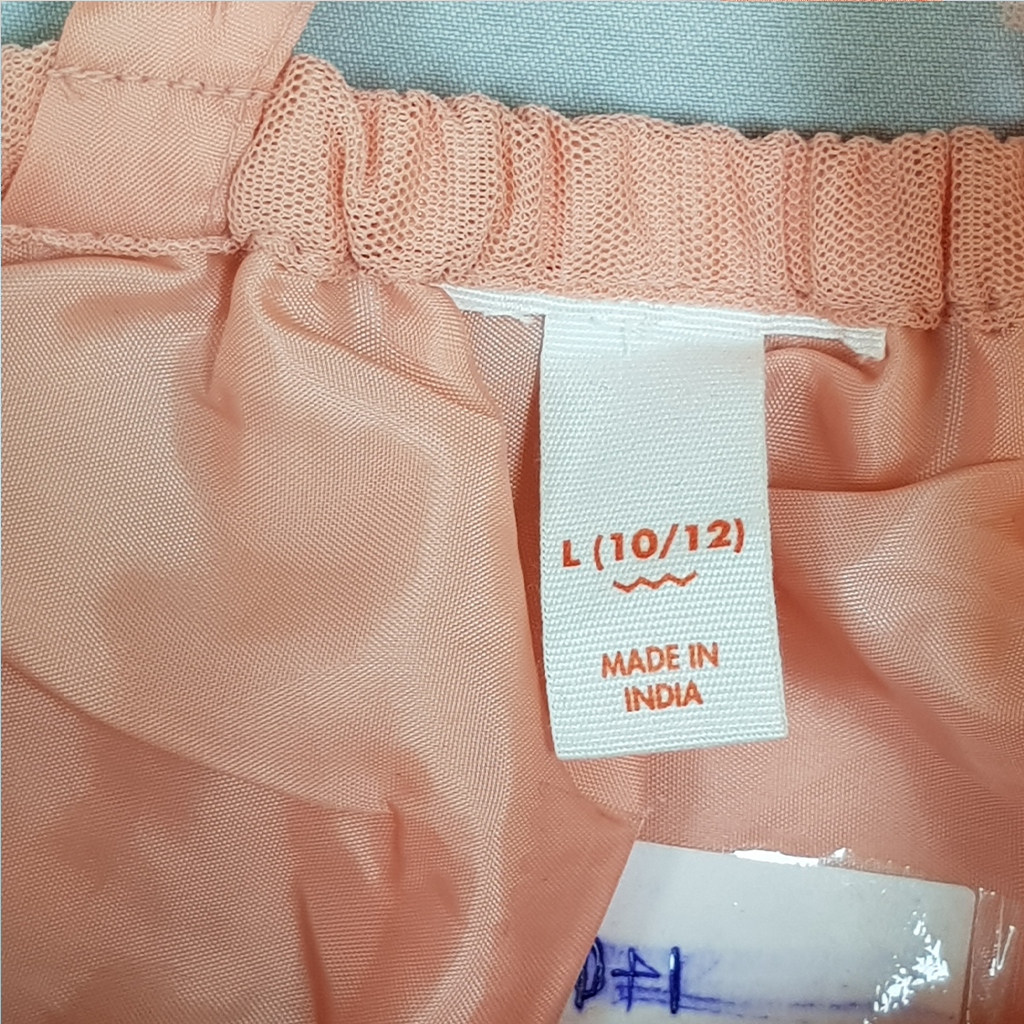 L (10/12)
MADE IN
INDIA